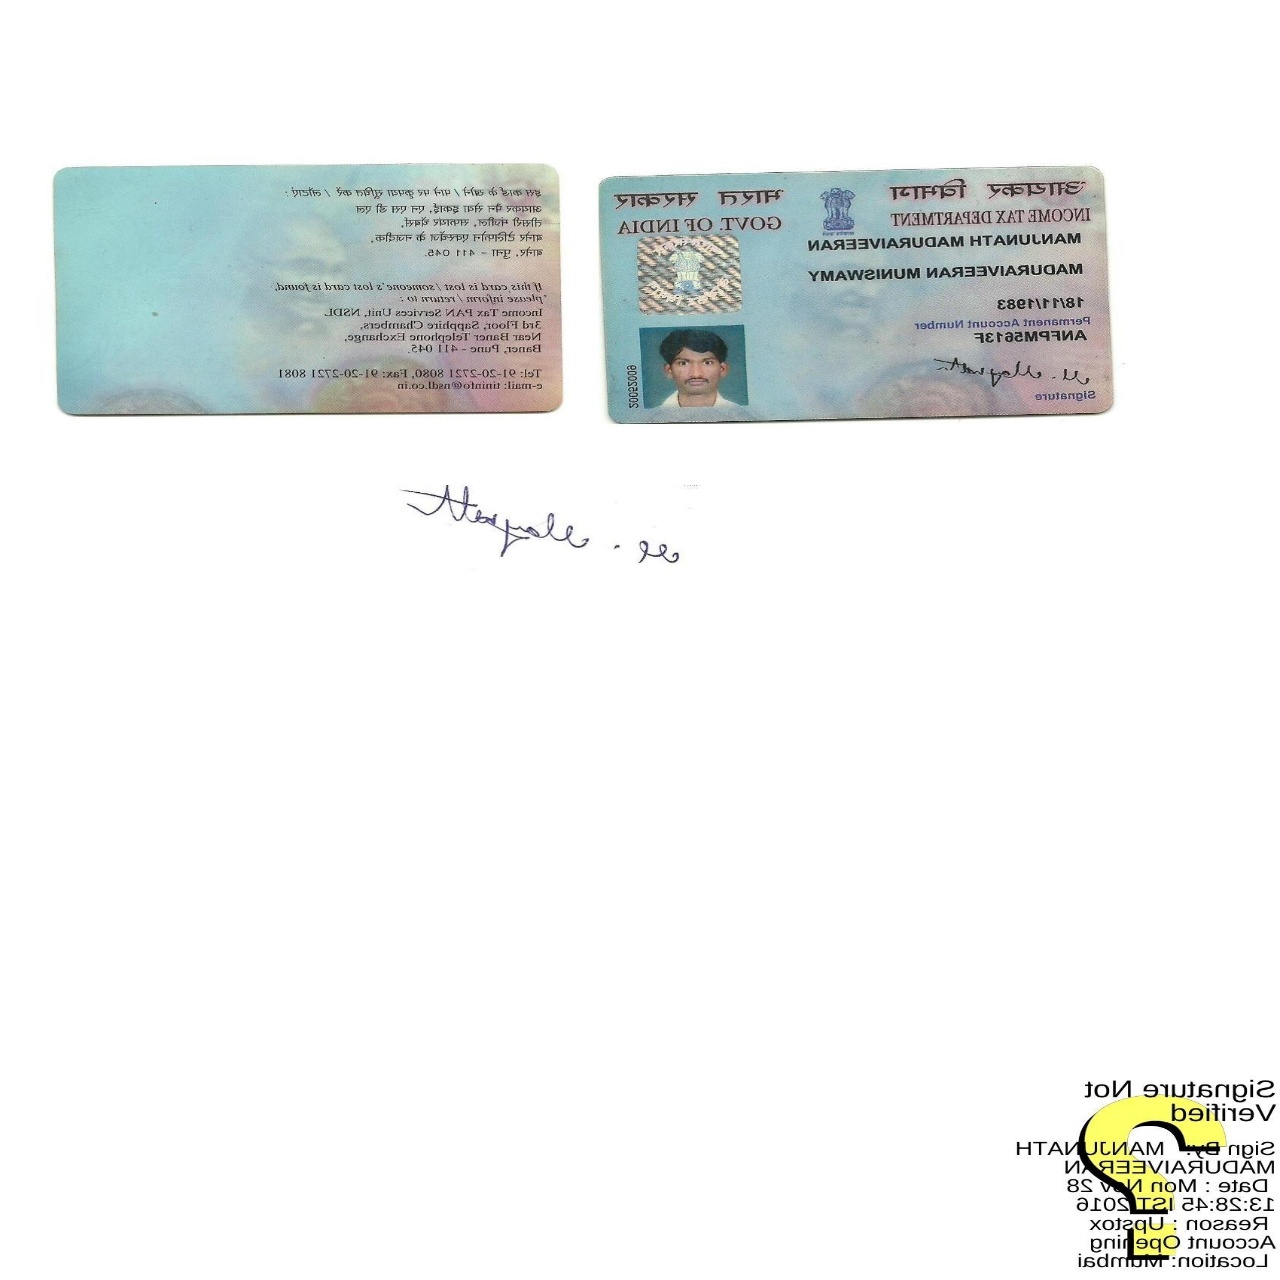 आयकर विभाग
INCOME TAX DEPARTMENT
भारत सरकार
GOVT. OF INDIA
MANJUNATH MADURAIVEERAN
MADURAIVEERAN MUNISWAMY
18/11/1983
Permanent Account Number
ANFPM5613F
Signature
20052009
इस कार्ड के खोने / पाने पर कृपया सूचित करें / लौटाएं :
आयकर पैन सेवा इकाई, एन एस डी एल
तीसरी मंजील, सफायर चेंबर्स,
बानेर टेलिफोन एक्स्चेंज के नजदीक,
बानेर, पुना - 411 045.
If this card is lost / someone's lost card is found,
please inform / return to :
Income Tax PAN Services Unit, NSDL
3rd Floor, Sapphire Chambers,
Near Baner Telephone Exchange,
Baner, Pune - 411 045.
Tel: 91-20-2721 8080, Fax: 91-20-2721 8081
e-mail: tininfo@nsdl.co.in
Signature Not
Verified
Sign By: MANJUNATH
MADURAIVEERAN
Date : Mon Nov 28
13:28:45 IST 2016
Reason : Upstox
Account Opening
Location: Mumbai